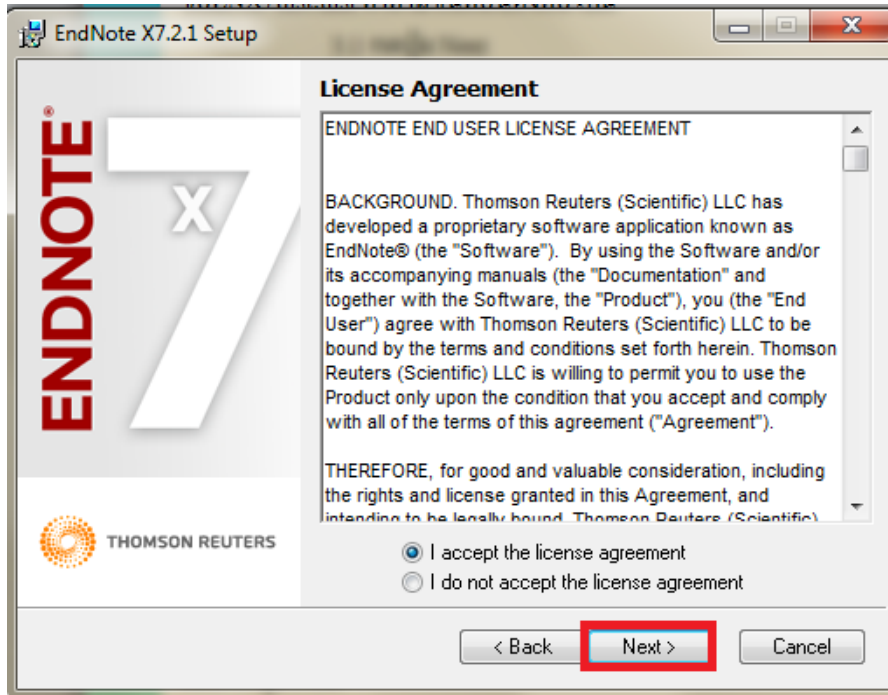 EndNote X7.2.1 Setup
ENDNOTE®
X7
THOMSON REUTERS
License Agreement
ENDNOTE END USER LICENSE AGREEMENT
BACKGROUND. Thomson Reuters (Scientific) LLC has
developed a proprietary software application known as
EndNote® (the "Software").  By using the Software and/or
its accompanying manuals (the "Documentation" and
together with the Software, the "Product"), you (the "End
User") agree with Thomson Reuters (Scientific) LLC to be
bound by the terms and conditions set forth herein. Thomson
Reuters (Scientific) LLC is willing to permit you to use the
Product only upon the condition that you accept and comply
with all of the terms of this agreement ("Agreement").
THEREFORE, for good and valuable consideration, including
the rights and license granted in this Agreement, and
intending to be legally bound, Thomson Reuters (Scientific)
I accept the license agreement
I do not accept the license agreement
< Back
Next >
Cancel